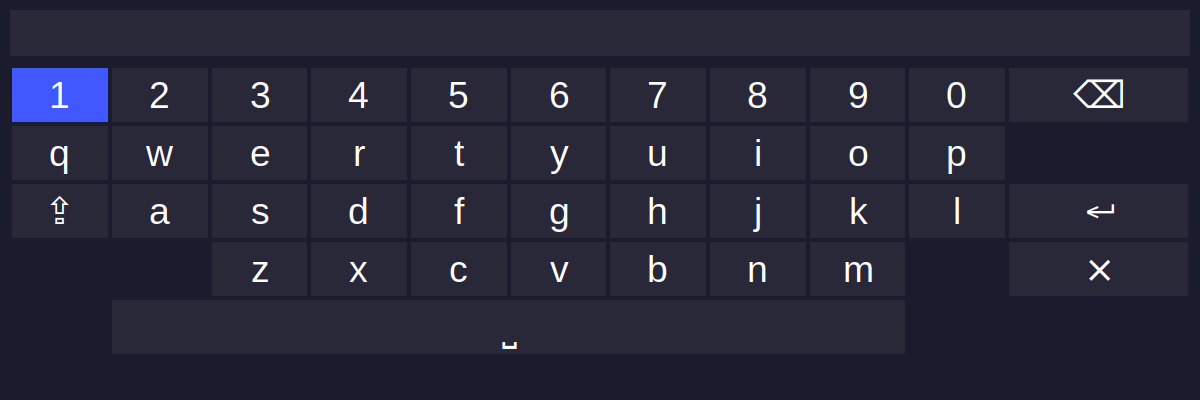 1 2 3 4 5 6 7 8 9 0 ⌫
q w e r t y u i o p
⇪ a s d f g h j k l ↵
z x c v b n m ×
␣